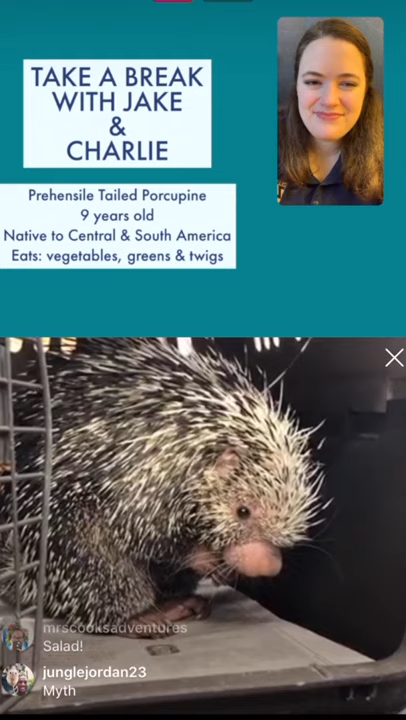 TAKE A BREAK
WITH JAKE
&
CHARLIE
Prehensile Tailed Porcupine
9 years old
Native to Central & South America
Eats: vegetables, greens & twigs
mrscooksadventures
Salad!
junglejordan23
Myth